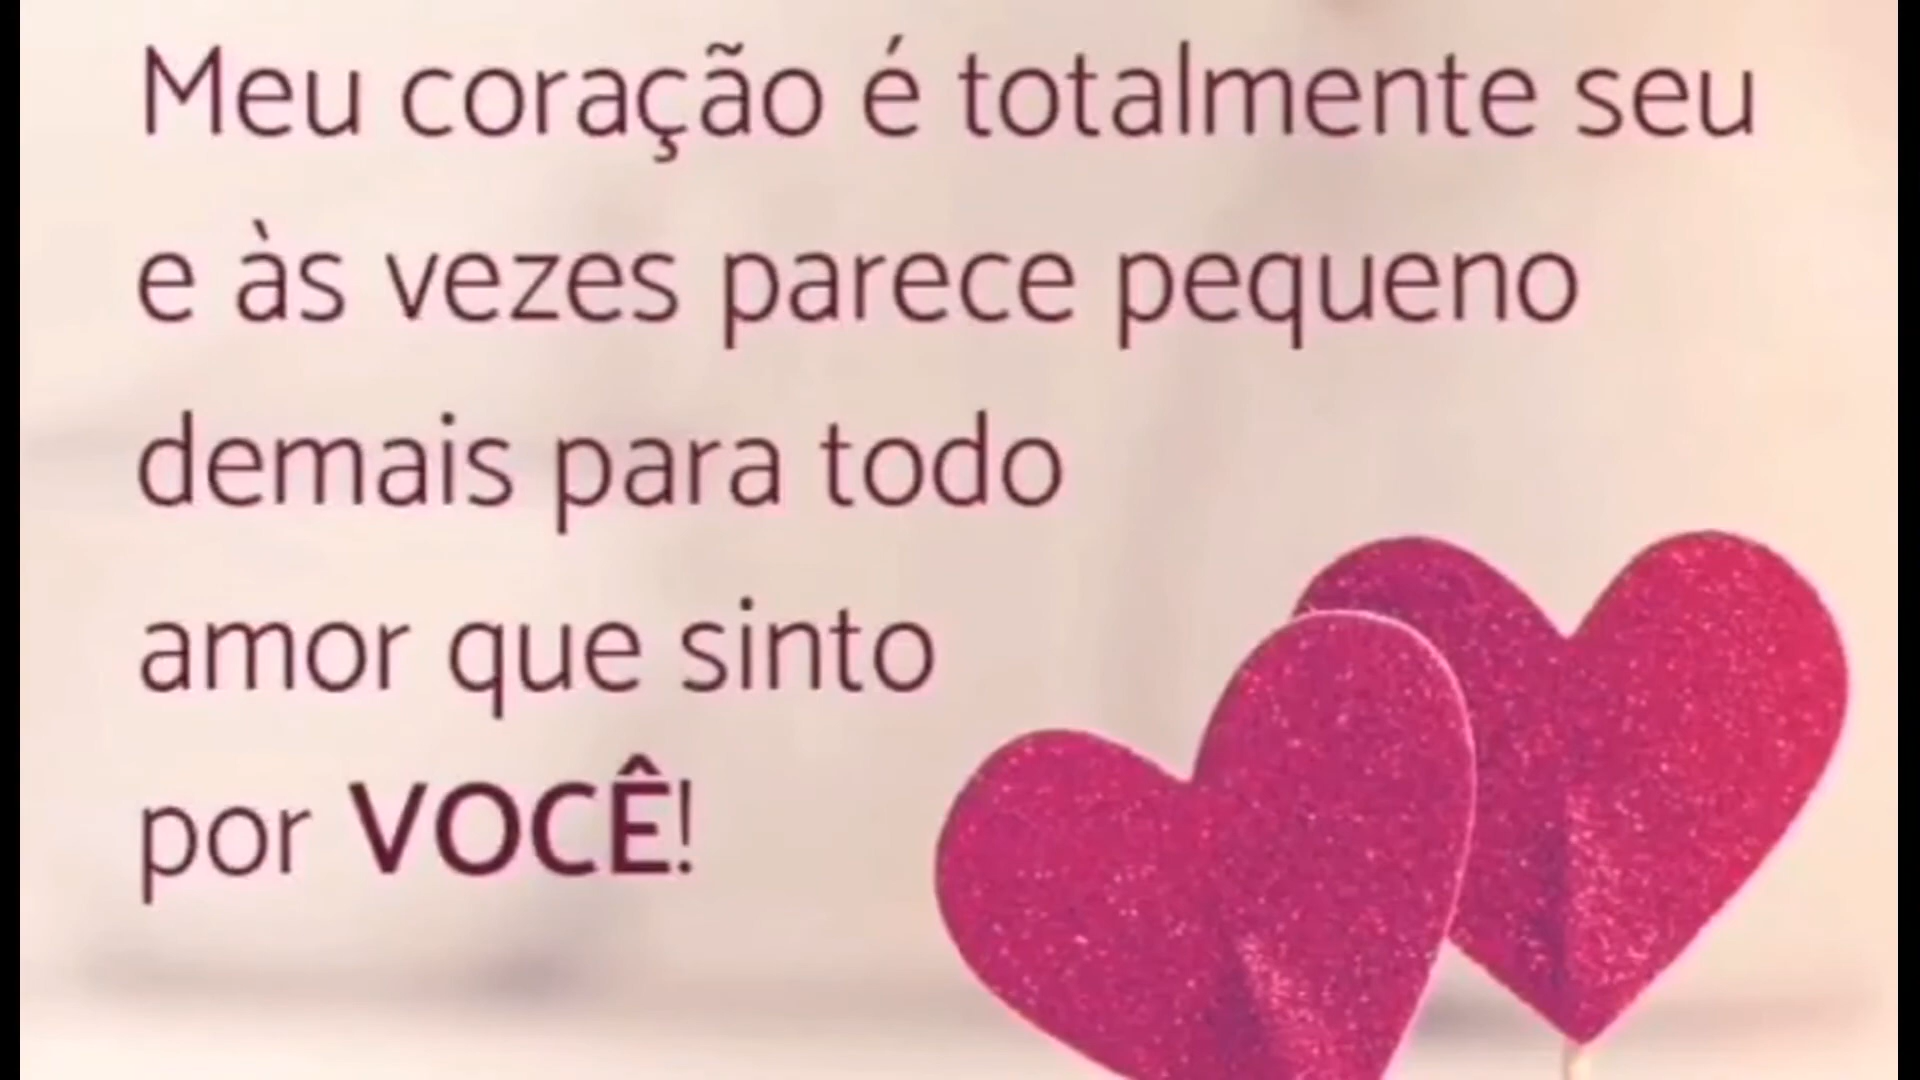 Meu coração é totalmente seu
e às vezes parece pequeno
demais para todo
amor que sinto
por VOCÊ!